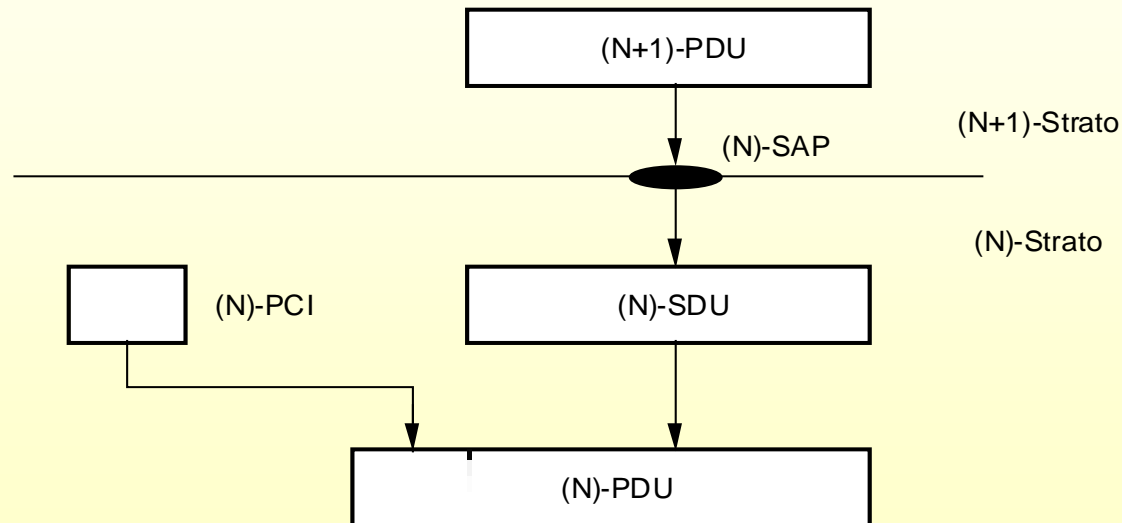 (N+1)-PDU
(N+1)-Strato
(N)-SAP
(N)-Strato
(N)-PCI
(N)-SDU
(N)-PDU